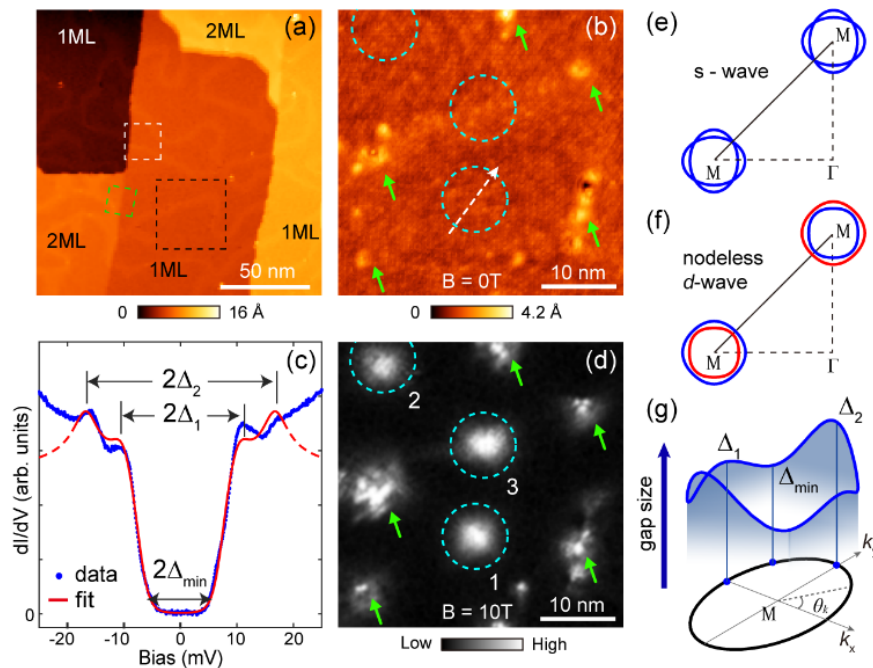 (a)
1ML
2ML
2ML
1ML
1ML
50 nm
0
16 Å
(b)
B = 0T
10 nm
0
4.2 Å
(c)
2Δ₂
2Δ₁
2Δmin
data
fit
dI/dV (arb. units)
0
-20
-10
0
10
20
Bias (mV)
(d)
2
3
1
B = 10T
10 nm
Low
High
(e)
s - wave
M
M
Γ
(f)
nodeless
d-wave
M
M
Γ
(g)
gap size
Δ₁
Δmin
Δ₂
M
θk
kx